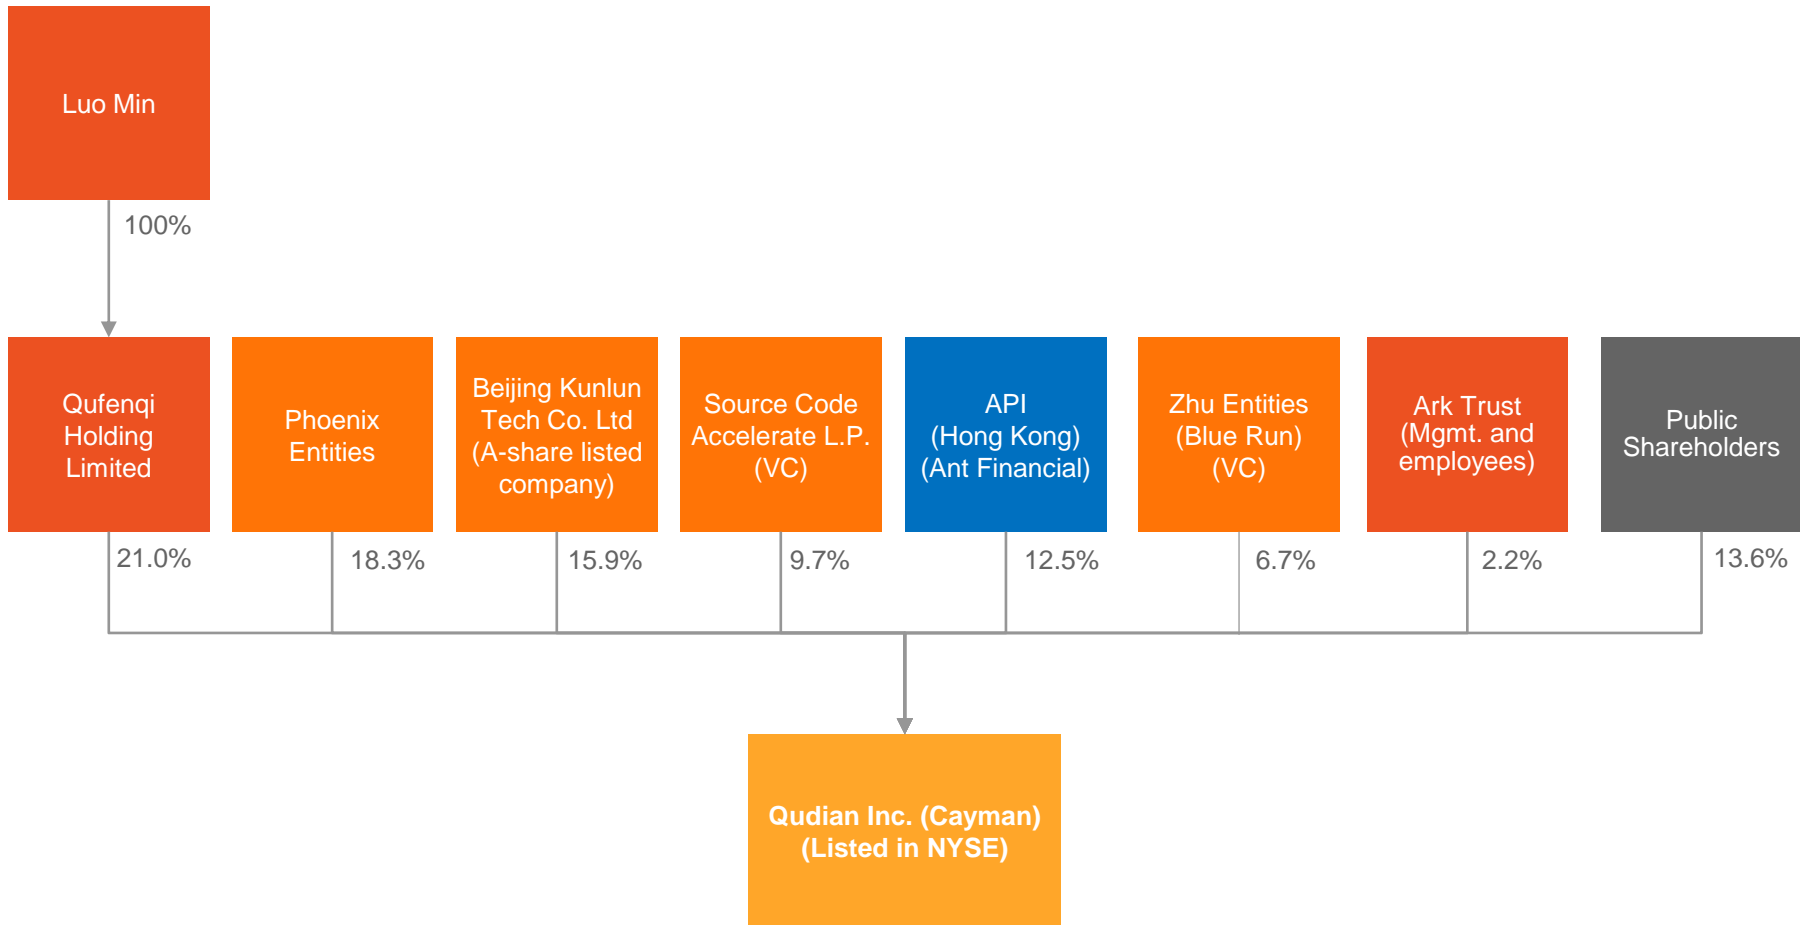 Luo Min
100%
Qufenqi
Holding
Limited
Phoenix
Entities
Beijing Kunlun
Tech Co. Ltd
(A-share listed
company)
Source Code
Accelerate L.P.
(VC)
API
(Hong Kong)
(Ant Financial)
Zhu Entities
(Blue Run)
(VC)
Ark Trust
(Mgmt. and
employees)
Public
Shareholders
21.0%
18.3%
15.9%
9.7%
12.5%
6.7%
2.2%
13.6%
Qudian Inc. (Cayman)
(Listed in NYSE)